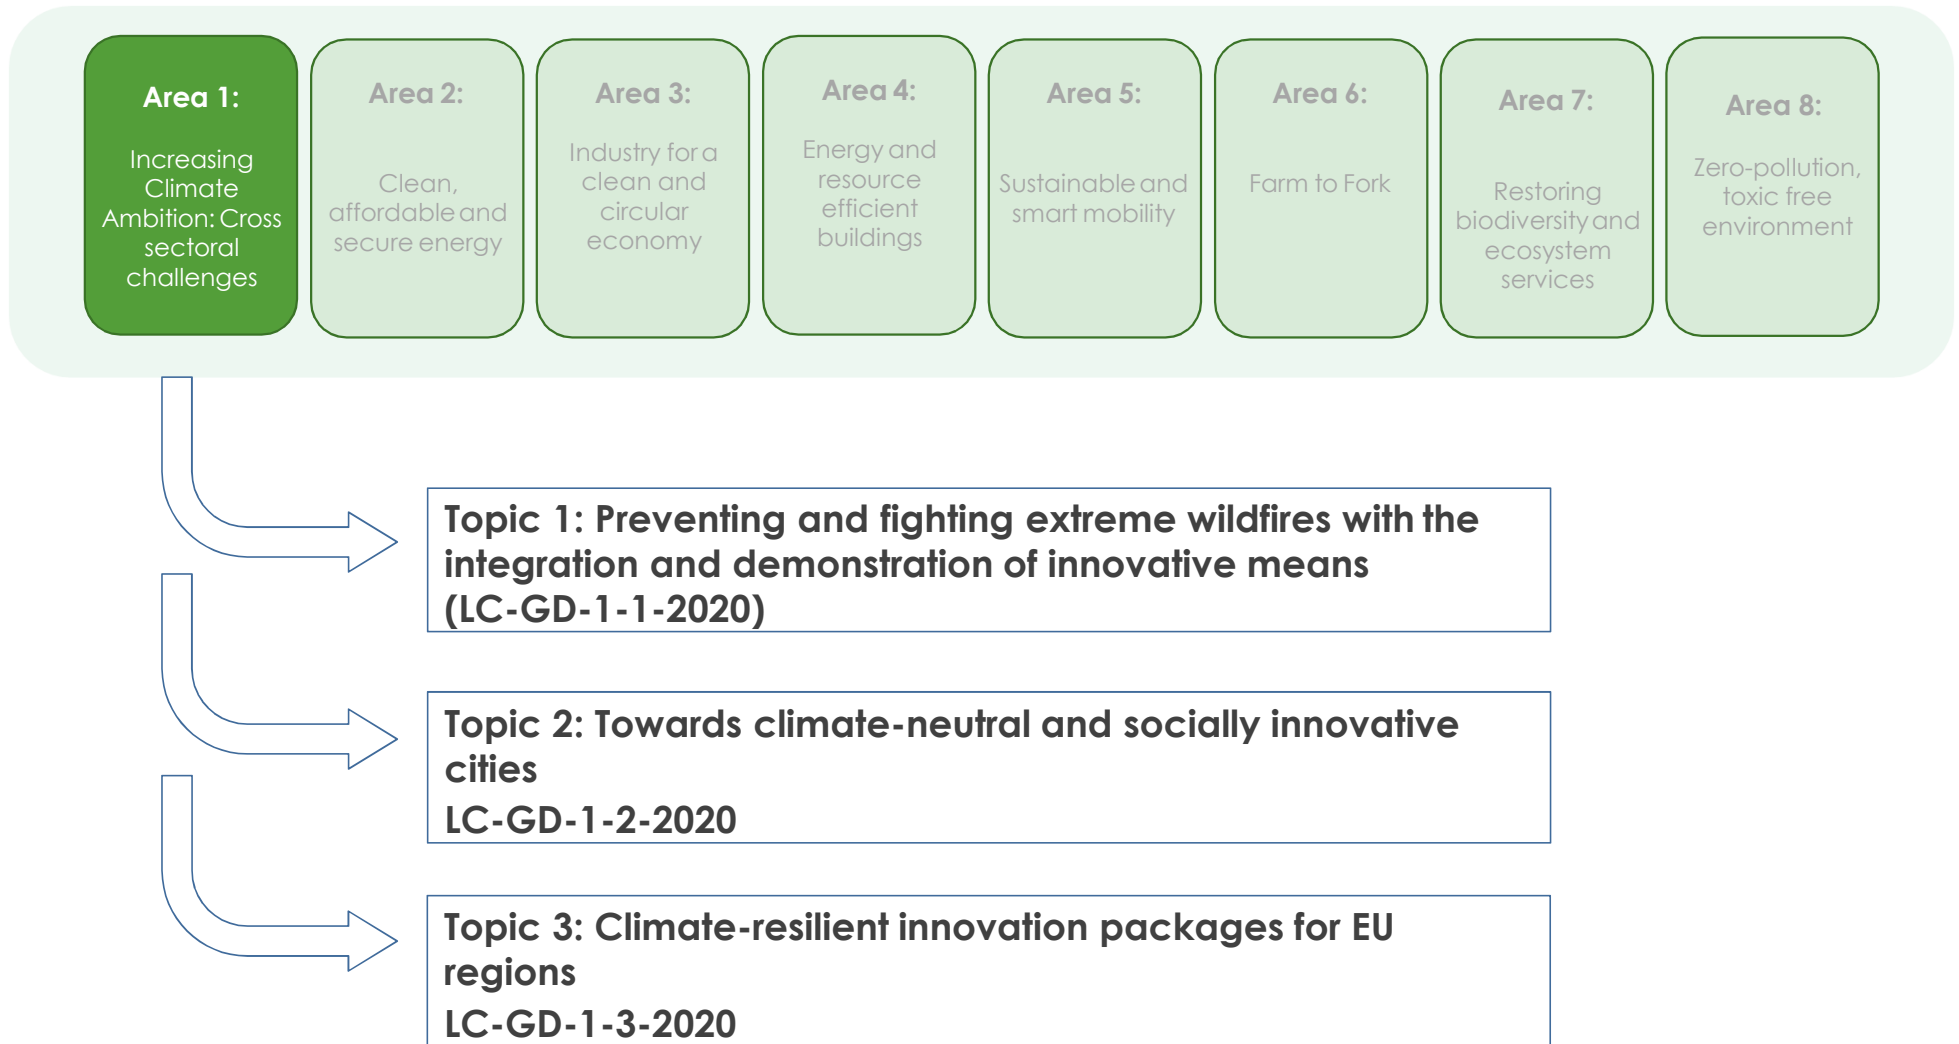 Area 1:
Increasing
Climate
Ambition: Cross
sectoral
challenges
Area 2:
Clean,
affordable and
secure energy
Area 3:
Industry for a
clean and
circular
economy
Area 4:
Energy and
resource
efficient
buildings
Area 5:
Sustainable and
smart mobility
Area 6:
Farm to Fork
Area 7:
Restoring
biodiversity and
ecosystem
services
Area 8:
Zero-pollution,
toxic free
environment
Topic 1: Preventing and fighting extreme wildfires with the
integration and demonstration of innovative means
(LC-GD-1-1-2020)
Topic 2: Towards climate-neutral and socially innovative
cities
LC-GD-1-2-2020
Topic 3: Climate-resilient innovation packages for EU
regions
LC-GD-1-3-2020